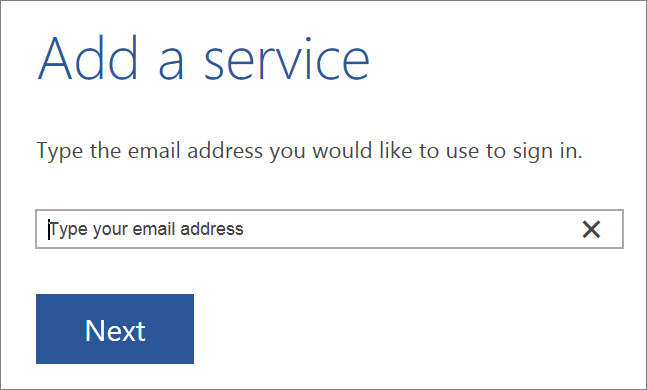 Add a service
Type the email address you would like to use to sign in.
Type your email address
Next